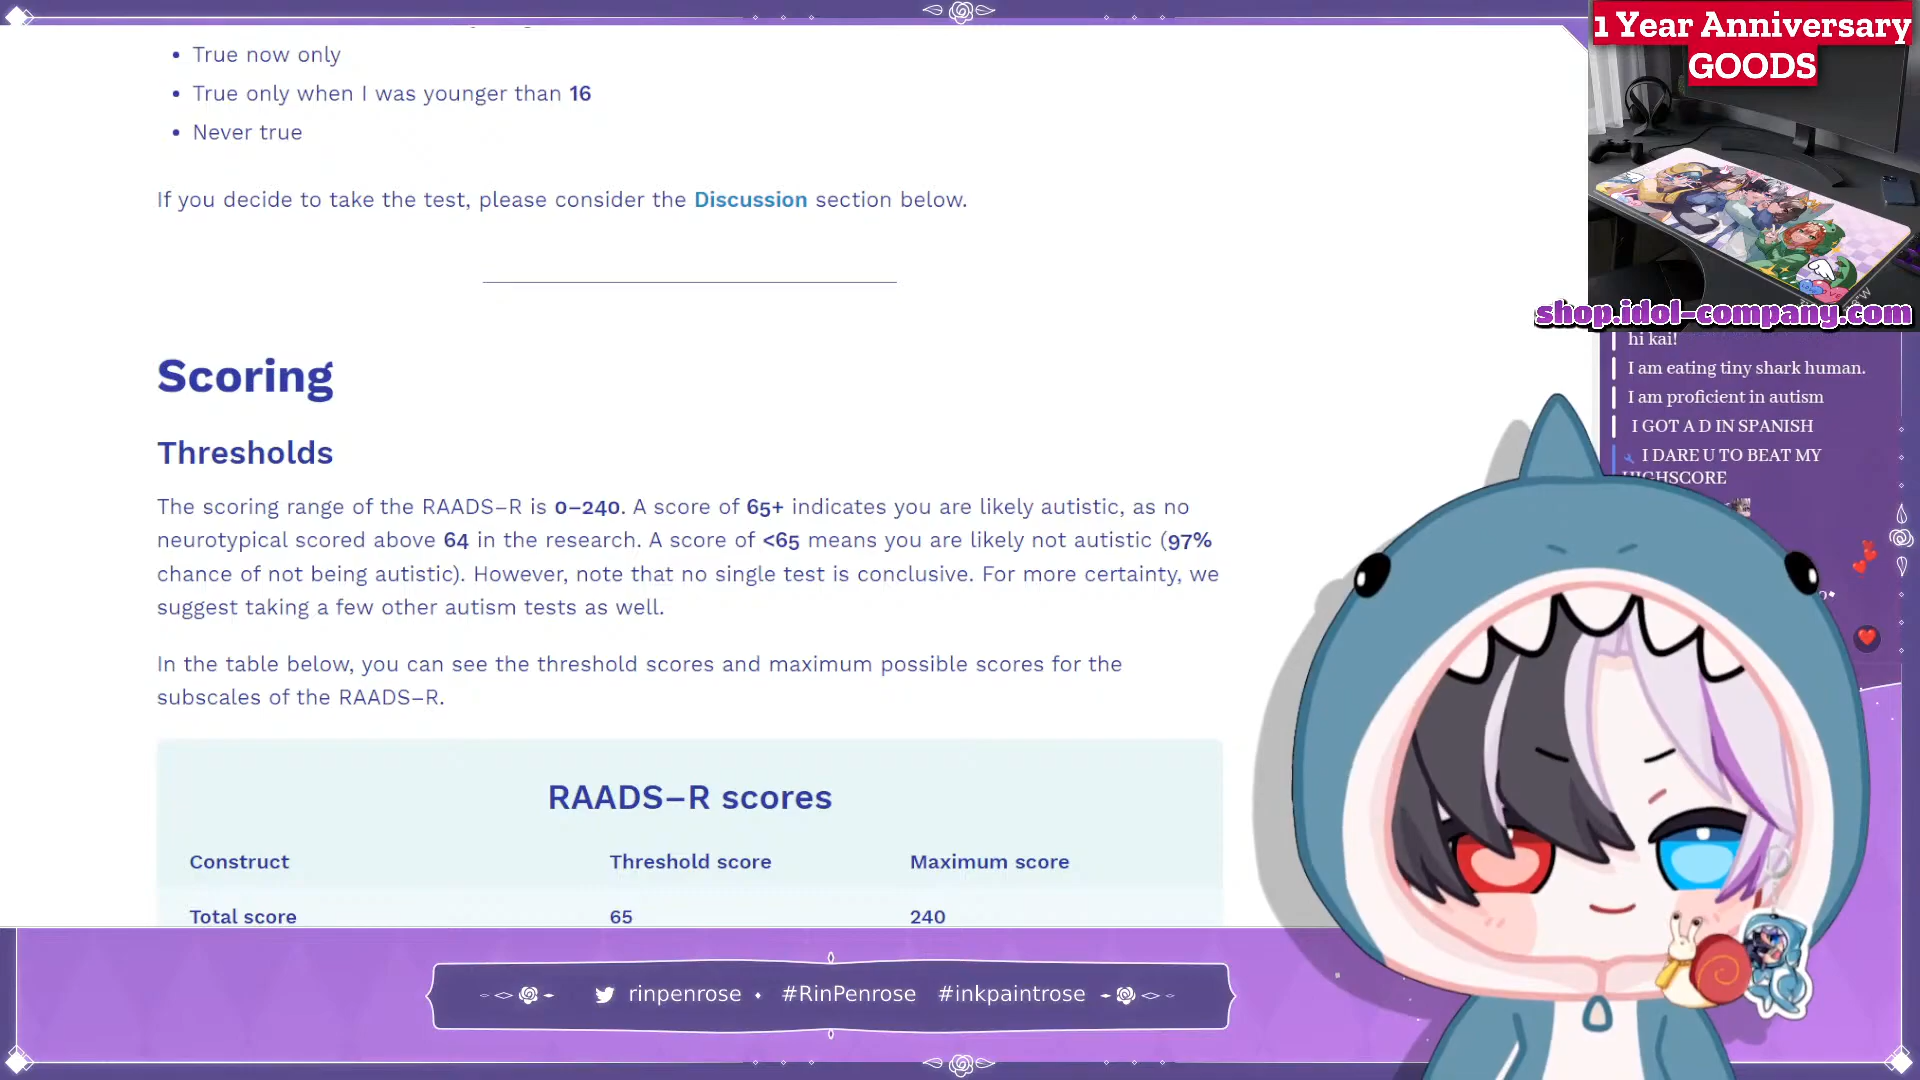 True now only
True only when I was younger than 16
Never true
If you decide to take the test, please consider the Discussion section below.
Scoring
Thresholds
The scoring range of the RAADS–R is 0–240. A score of 65+ indicates you are likely autistic, as no
neurotypical scored above 64 in the research. A score of <65 means you are likely not autistic (97%
chance of not being autistic). However, note that no single test is conclusive. For more certainty, we
suggest taking a few other autism tests as well.
In the table below, you can see the threshold scores and maximum possible scores for the
subscales of the RAADS–R.
RAADS–R scores
Construct Threshold score Maximum score
Total score 65 240
1 Year Anniversary
GOODS
shop.idol-company.com
hi kai!
I am eating tiny shark human.
I am proficient in autism
I GOT A D IN SPANISH
I DARE U TO BEAT MY
HIGHSCORE
rinpenrose #RinPenrose #inkpaintrose